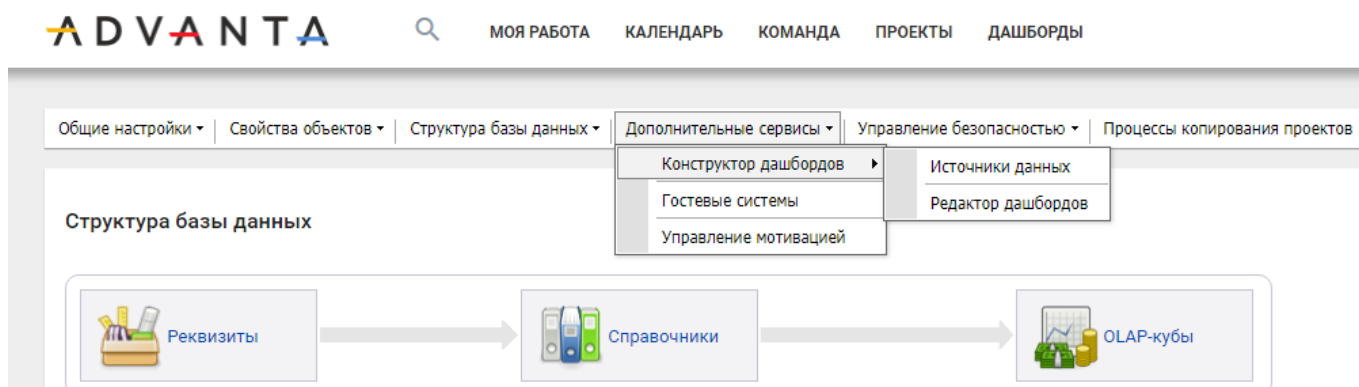 ADVANTA МОЯ РАБОТА КАЛЕНДАРЬ КОМАНДА ПРОЕКТЫ ДАШБОРДЫ
Общие настройки Свойства объектов Структура базы данных Дополнительные сервисы Управление безопасностью Процессы копирования проектов
Конструктор дашбордов Источники данных
Гостевые системы Редактор дашбордов
Управление мотивацией
Структура базы данных
Реквизиты Справочники OLAP-кубы